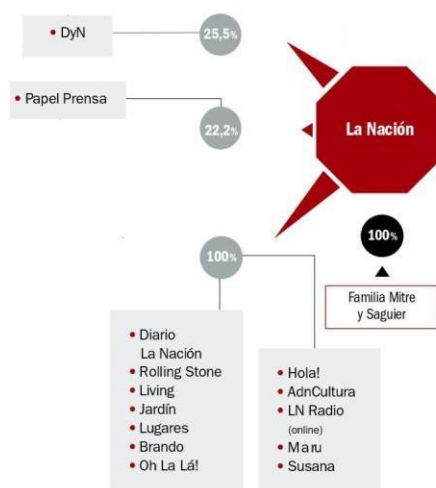 DyN
25,5%
Papel Prensa
22,2%
La Nación
100%
Familia Mitre
y Saguier
100%
Diario
La Nación
Rolling Stone
Living
Jardín
Lugares
Brando
Oh La Lá!
Hola!
AdnCultura
LN Radio
(online)
Maru
Susana